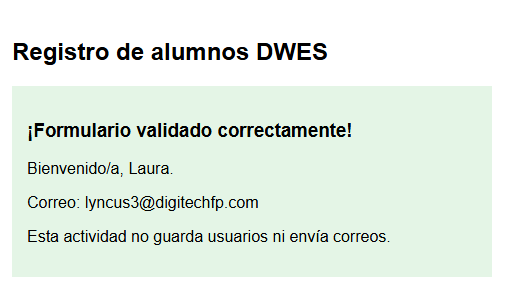 Registro de alumnos DWES
¡Formulario validado correctamente!
Bienvenido/a, Laura.
Correo: lyncus3@digitechfp.com
Esta actividad no guarda usuarios ni envía correos.